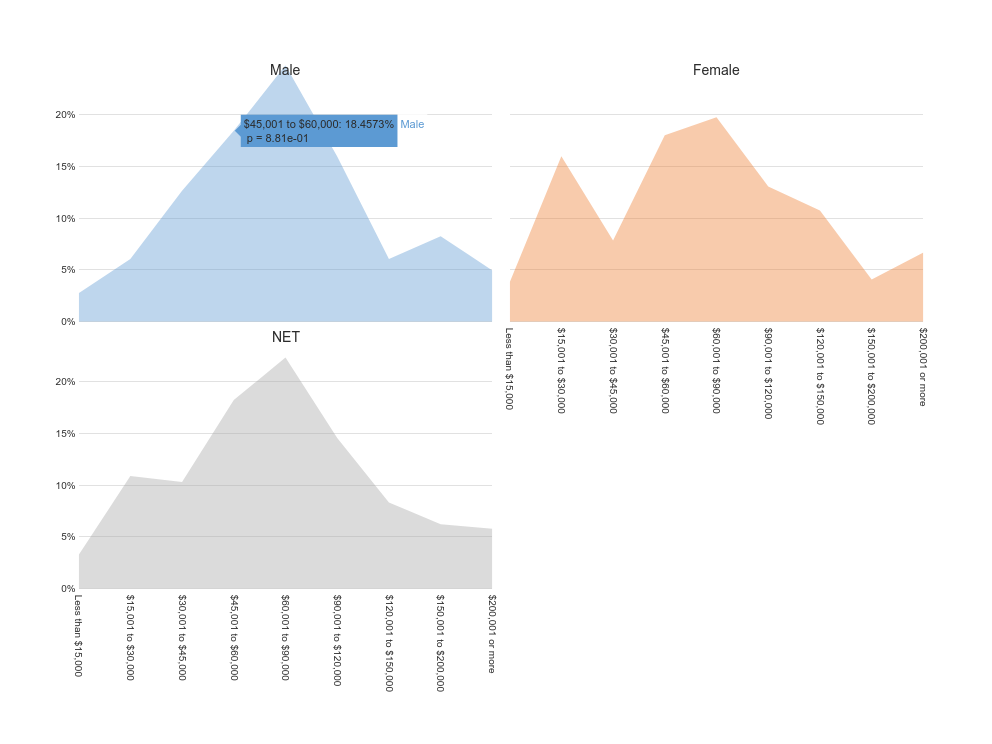 Male
20%
$45,001 to $60,000: 18.4573% Male
p = 8.81e-01
15%
10%
5%
0%
Female
Less than $15,000
$15,001 to $30,000
$30,001 to $45,000
$45,001 to $60,000
$60,001 to $90,000
$90,001 to $120,000
$120,001 to $150,000
$150,001 to $200,000
$200,001 or more
NET
20%
15%
10%
5%
0%
Less than $15,000
$15,001 to $30,000
$30,001 to $45,000
$45,001 to $60,000
$60,001 to $90,000
$90,001 to $120,000
$120,001 to $150,000
$150,001 to $200,000
$200,001 or more